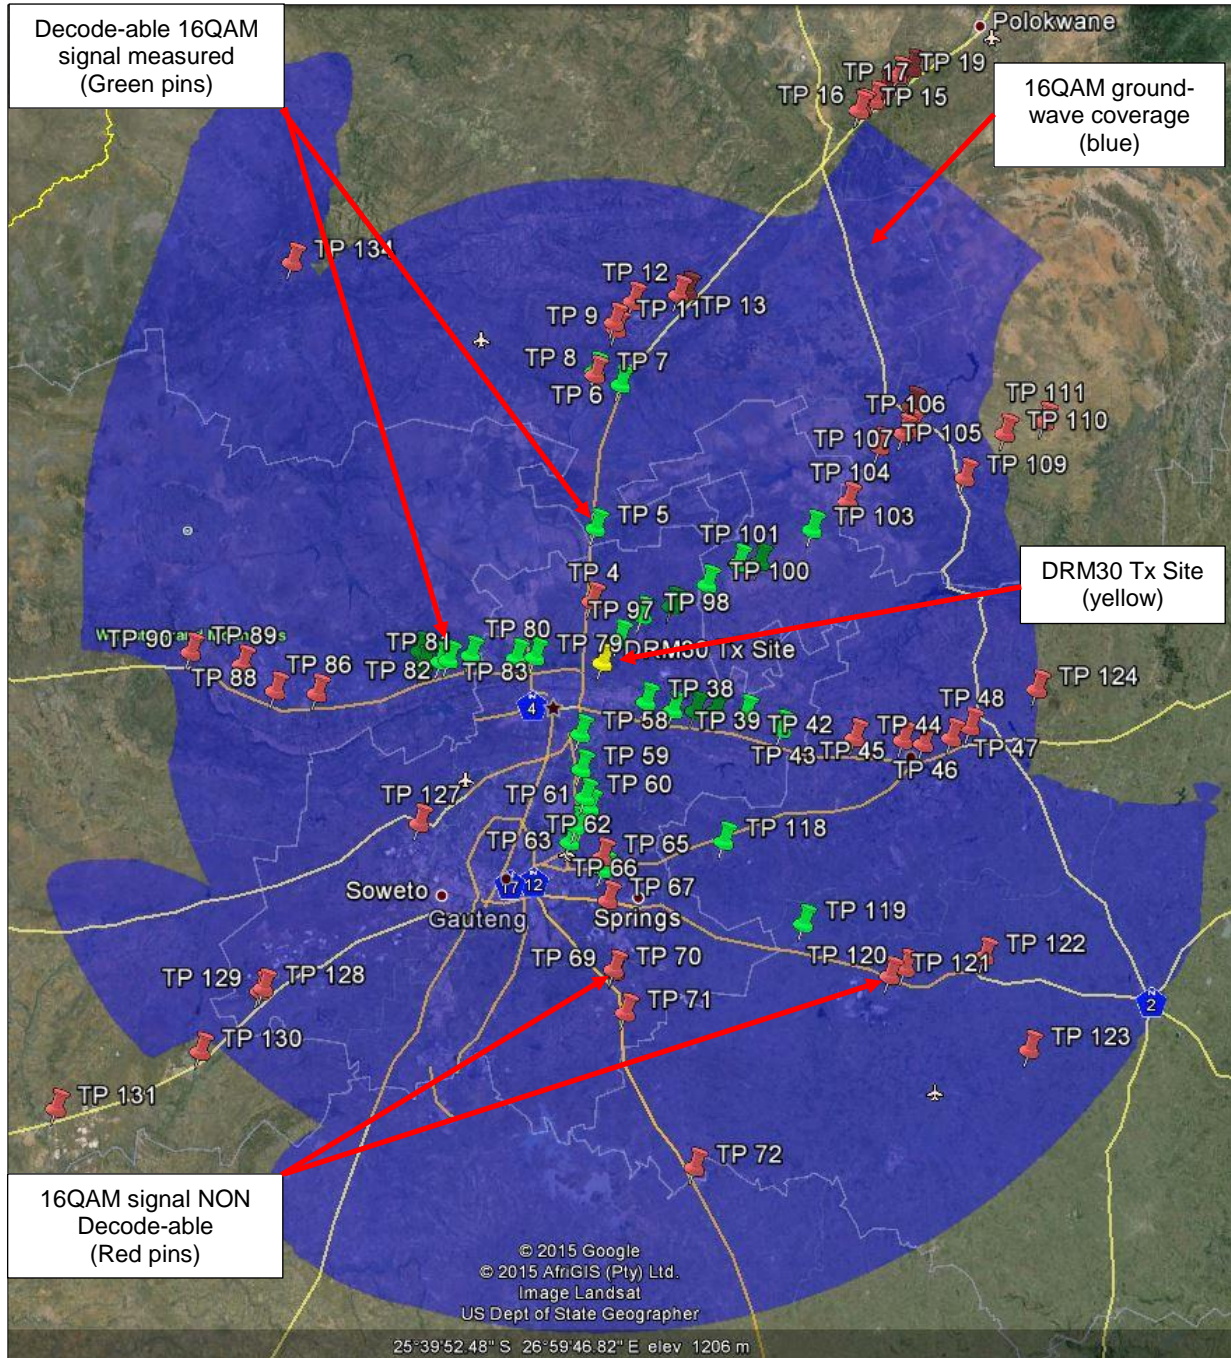 Decode-able 16QAM
signal measured
(Green pins)
Polokwane
TP 17
TP 19
TP 16
TP 15
16QAM ground-
wave coverage
(blue)
TP 134
TP 12
TP 11
TP 13
TP 9
TP 8
TP 7
TP 6
TP 111
TP 106
TP 110
TP 107
TP 105
TP 109
TP 104
TP 5
TP 103
TP 101
TP 100
TP 4
TP 98
TP 97
DRM30 Tx Site
(yellow)
TP 90
TP 89
TP 81
TP 80
TP 79
DRM30 Tx Site
TP 88
TP 86
TP 82
TP 83
TP 124
TP 38
TP 48
4
TP 58
TP 39
TP 42
TP 44
TP 43
TP 45
TP 47
TP 46
TP 59
TP 60
TP 127
TP 61
TP 62
TP 118
TP 63
TP 65
TP 66
Soweto
17
12
TP 67
Gauteng
Springs
TP 119
TP 69
TP 70
TP 120
TP 121
TP 122
TP 129
TP 128
TP 71
2
TP 130
TP 123
TP 131
TP 72
16QAM signal NON
Decode-able
(Red pins)
© 2015 Google
© 2015 AfriGIS (Pty) Ltd.
Image Landsat
US Dept of State Geographer
25°39'52.48" S 26°59'46.82" E elev 1206 m